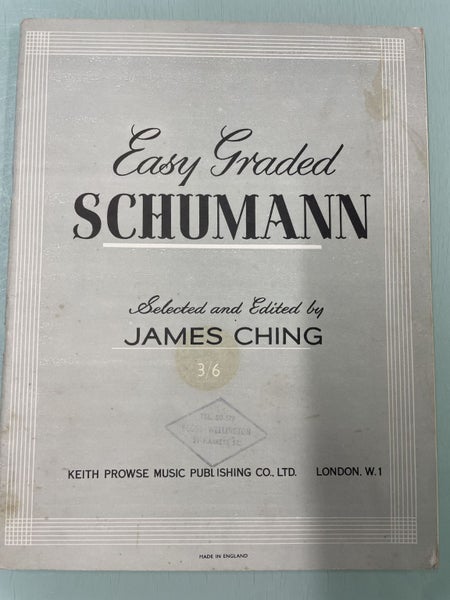 Easy Graded
SCHUMANN
Selected and Edited by
JAMES CHING
3/6
WELLINGTON
KEITH PROWSE MUSIC PUBLISHING CO., LTD. LONDON. W.1
MADE IN ENGLAND